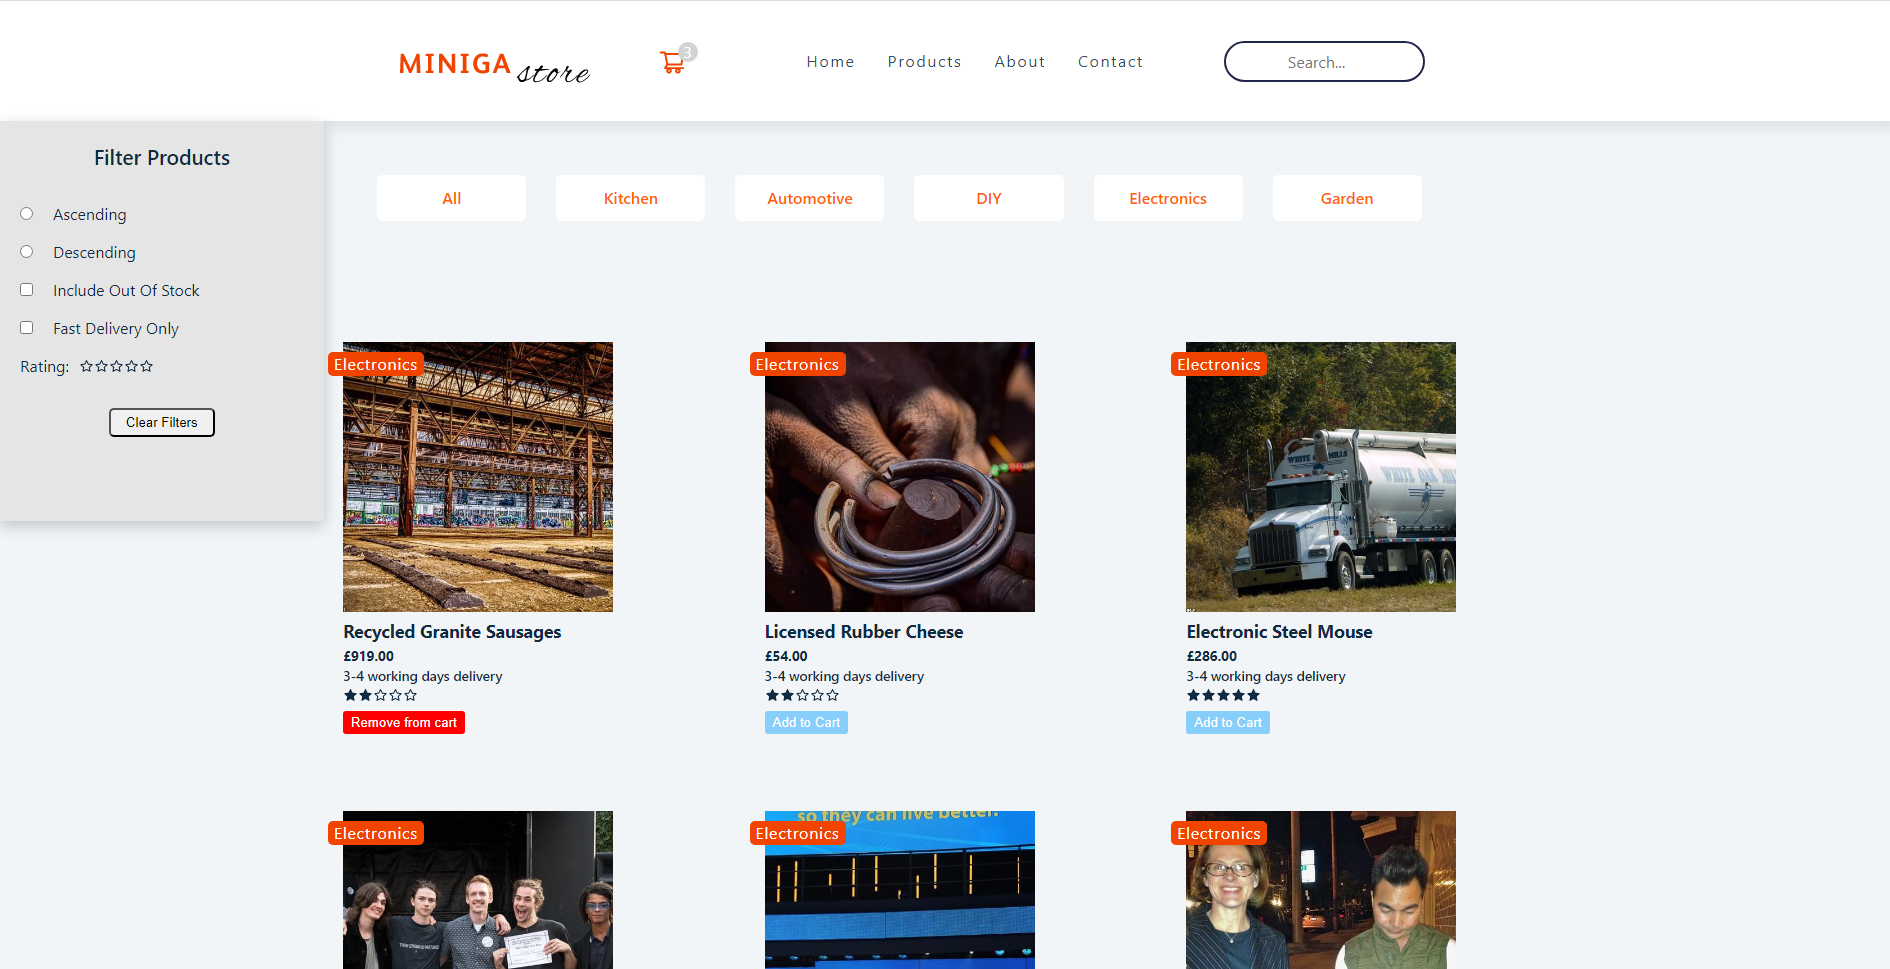 MINIGA store
3
Home Products About Contact
Search...
Filter Products
Ascending
Descending
Include Out Of Stock
Fast Delivery Only
Rating:
Clear Filters
All Kitchen Automotive DIY Electronics Garden
Electronics
Recycled Granite Sausages
£919.00
3-4 working days delivery
Remove from cart
Electronics
Licensed Rubber Cheese
£54.00
3-4 working days delivery
Add to Cart
Electronics
WHITE OAK MILLS
Electronic Steel Mouse
£286.00
3-4 working days delivery
Add to Cart
Electronics
Electronics
so they can live better.
Electronics